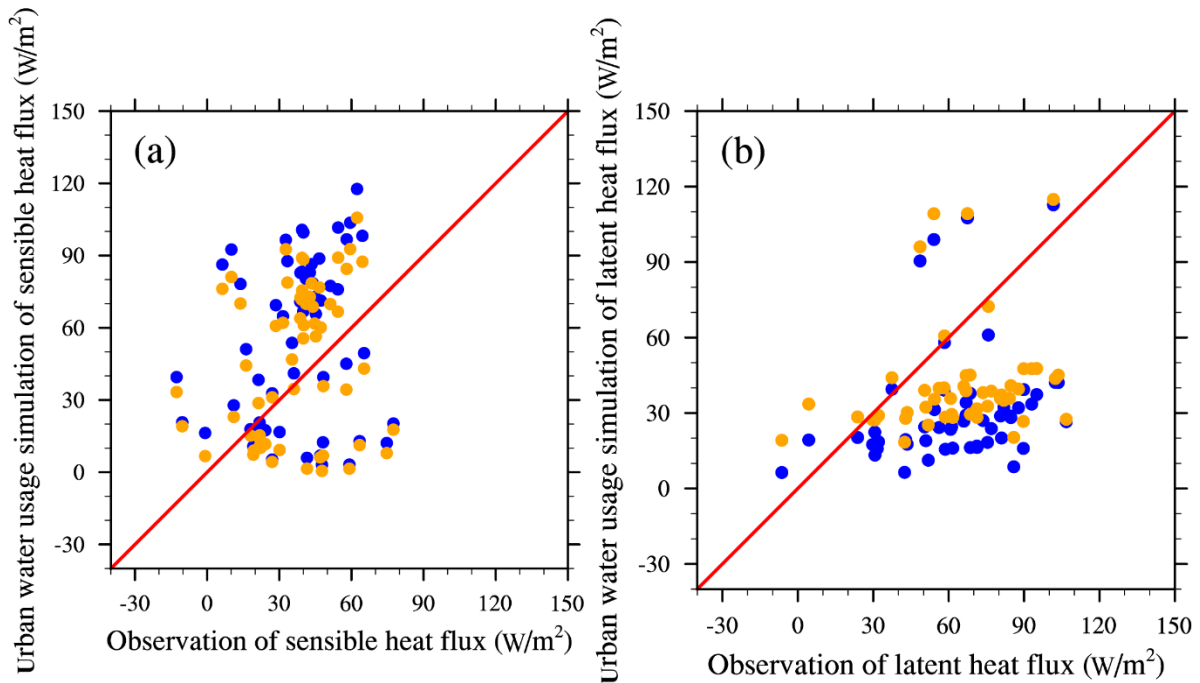 Urban water usage simulation of sensible heat flux (W/m²)
150
120
90
60
30
0
-30
(a)
-30 0 30 60 90 120 150
Observation of sensible heat flux (W/m²)
Urban water usage simulation of latent heat flux (W/m²)
150
120
90
60
30
0
-30
(b)
-30 0 30 60 90 120 150
Observation of latent heat flux (W/m²)